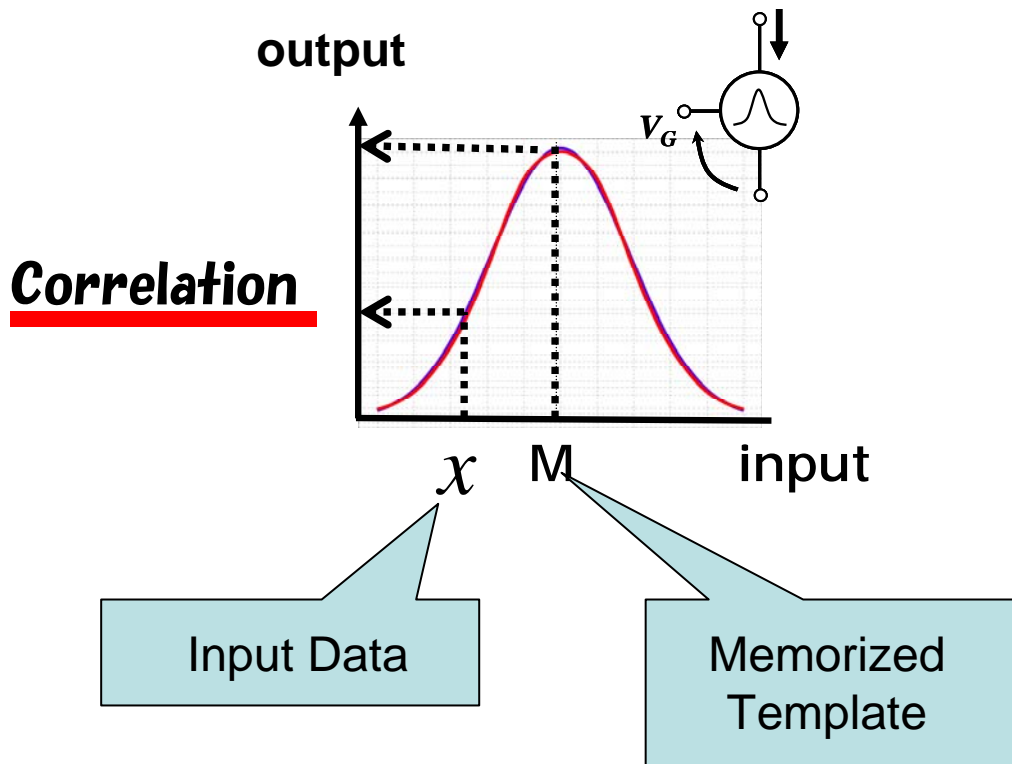 output
V_G
Correlation
x M input
Input Data
Memorized
Template